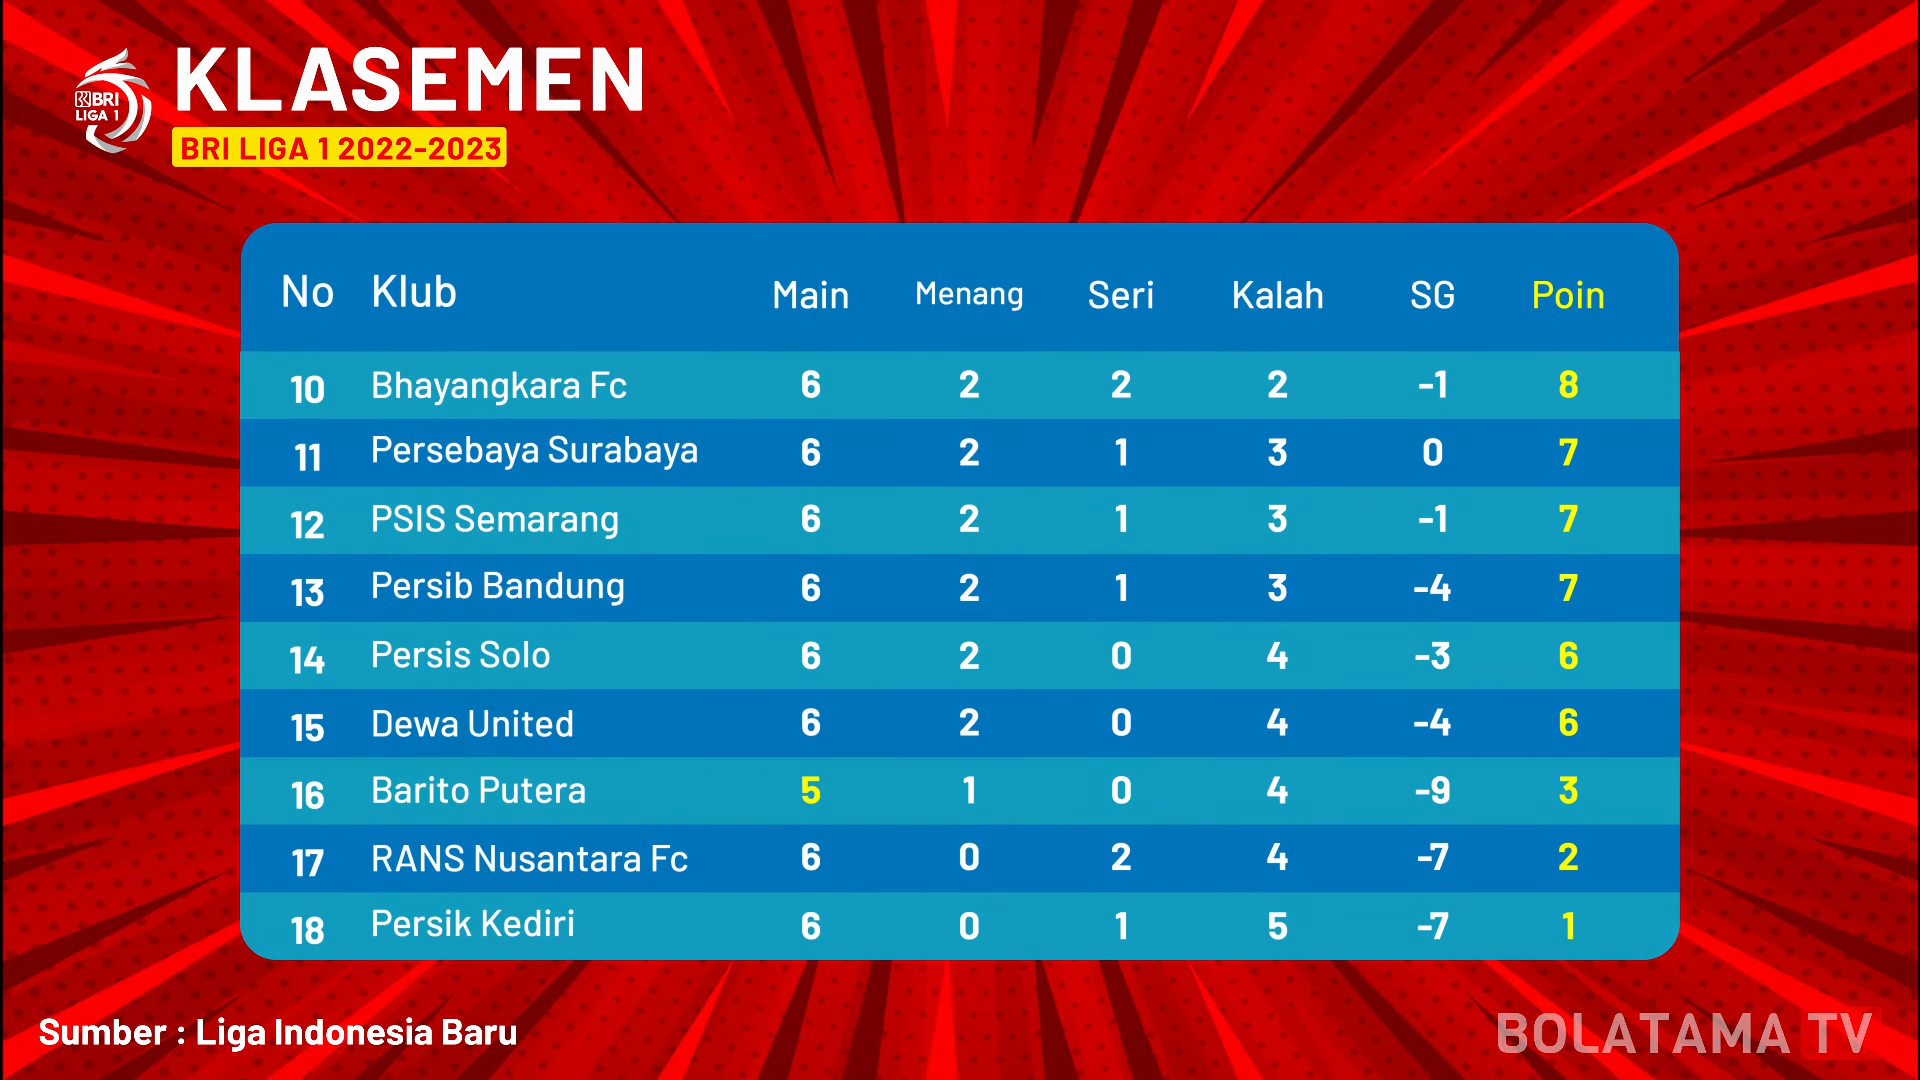 BRI
LIGA 1
KLASEMEN
BRI LIGA 1 2022-2023
No Klub Main Menang Seri Kalah SG Poin
10 Bhayangkara Fc 6 2 2 2 -1 8
11 Persebaya Surabaya 6 2 1 3 0 7
12 PSIS Semarang 6 2 1 3 -1 7
13 Persib Bandung 6 2 1 3 -4 7
14 Persis Solo 6 2 0 4 -3 6
15 Dewa United 6 2 0 4 -4 6
16 Barito Putera 5 1 0 4 -9 3
17 RANS Nusantara Fc 6 0 2 4 -7 2
18 Persik Kediri 6 0 1 5 -7 1
Sumber : Liga Indonesia Baru
BOLATAMA TV